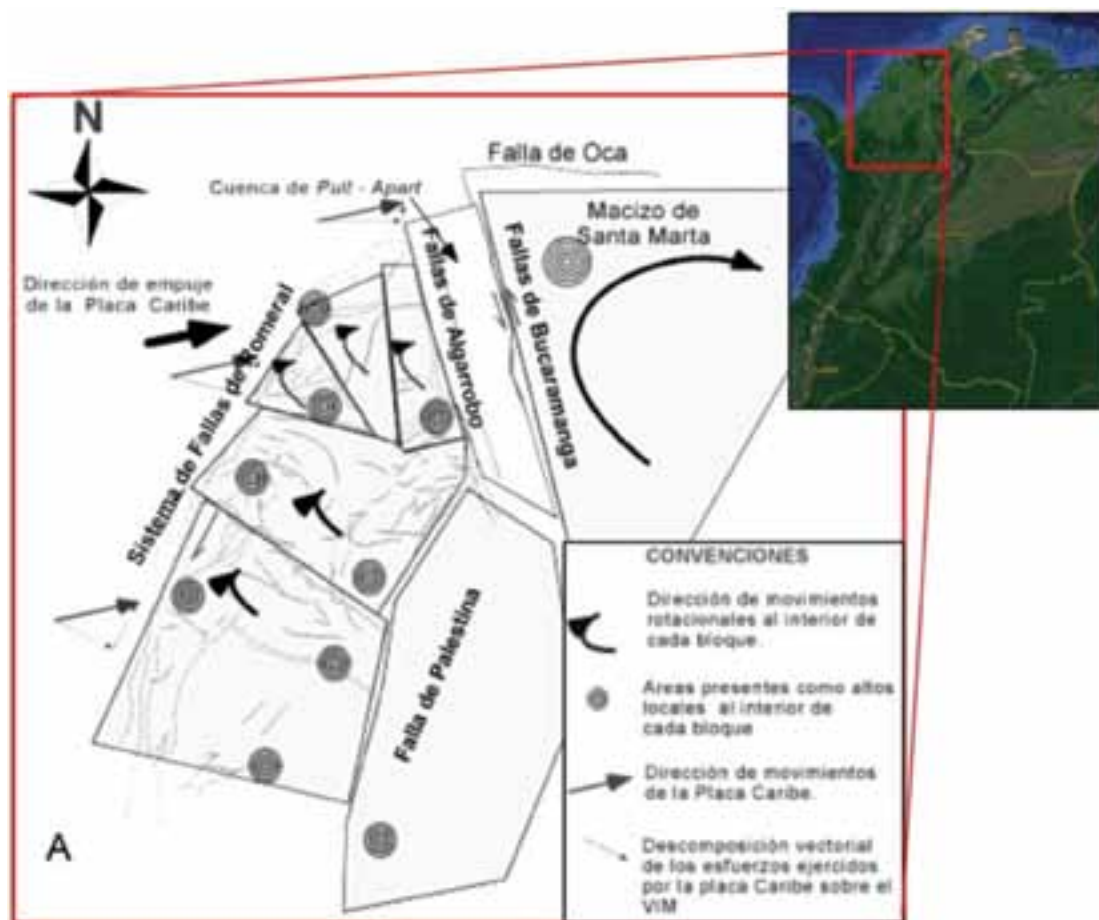 N
Falla de Oca
Cuenca de Pull - Apart
Macizo de
Santa Marta
Dirección de empuje
de la Placa Caribe
Sistema de Fallas de Romeral
Fallas de Algarrobo
Fallas de Bucaramanga
Falla de Palestina
A
CONVENCIONES
Dirección de movimientos
rotacionales al interior de
cada bloque.
Areas presentes como altos
locales al interior de
cada bloque
Dirección de movimientos
de la Placa Caribe.
Descomposición vectorial
de los esfuerzos ejercidos
por la placa Caribe sobre el
VIM